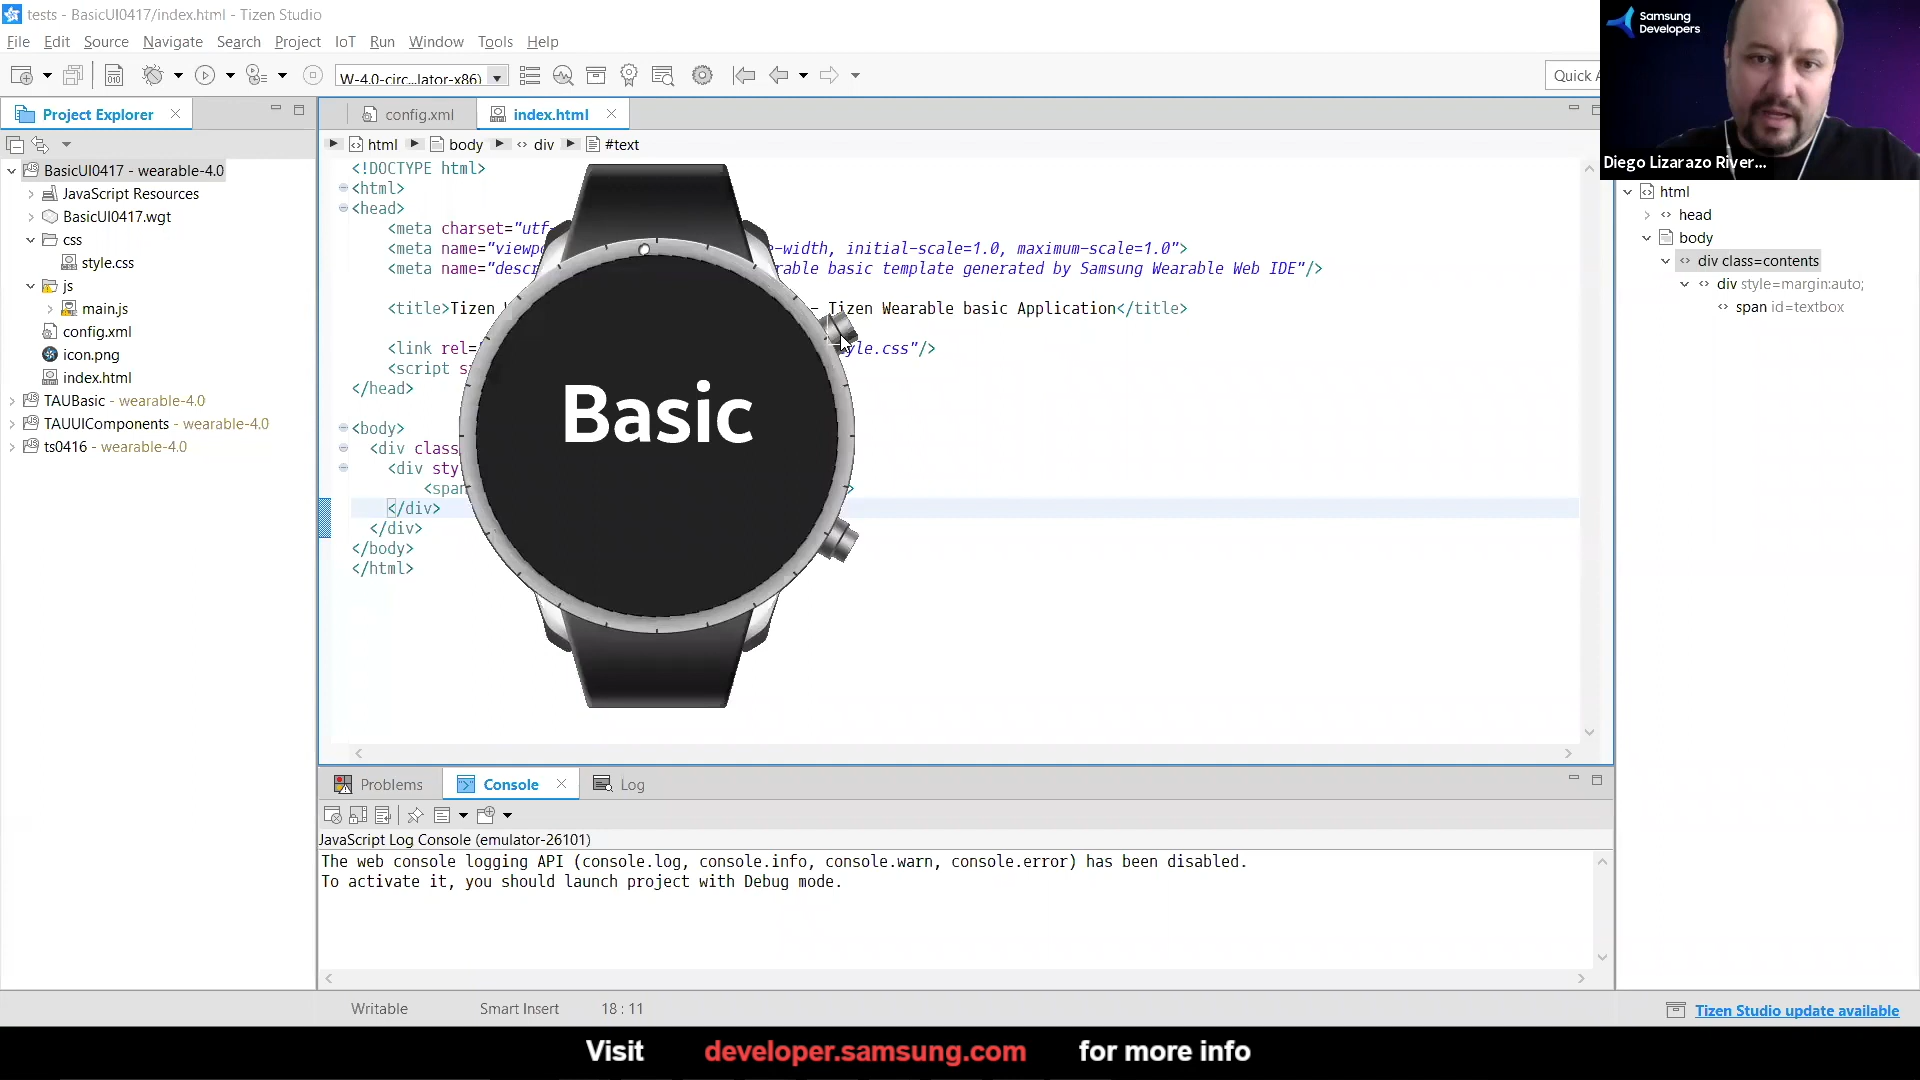 tests - BasicUI0417/index.html - Tizen Studio
File Edit Source Navigate Search Project IoT Run Window Tools Help
W-4.0-circ...lator-x86)
Quick A
Samsung
Developers
Diego Lizarazo River...
Project Explorer
config.xml
index.html
html body div #text
BasicUI0417 - wearable-4.0
JavaScript Resources
BasicUI0417.wgt
css
style.css
js
main.js
config.xml
icon.png
index.html
TAUBasic - wearable-4.0
TAUUIComponents - wearable-4.0
ts0416 - wearable-4.0
<!DOCTYPE html>
<html>
<head>
<meta charset="utf-
<meta name="viewpo e-width, initial-scale=1.0, maximum-scale=1.0">
<meta name="descr rable basic template generated by Samsung Wearable Web IDE"/>
<title>Tizen - Tizen Wearable basic Application</title>
<link rel= yle.css"/>
<script s
</head>
<body>
<div class
<div sty
<span >
</div>
</div>
</body>
</html>
Basic
html
head
body
div class=contents
div style=margin:auto;
span id=textbox
Problems Console Log
JavaScript Log Console (emulator-26101)
The web console logging API (console.log, console.info, console.warn, console.error) has been disabled.
To activate it, you should launch project with Debug mode.
Writable Smart Insert 18 : 11
Tizen Studio update available
Visit developer.samsung.com for more info